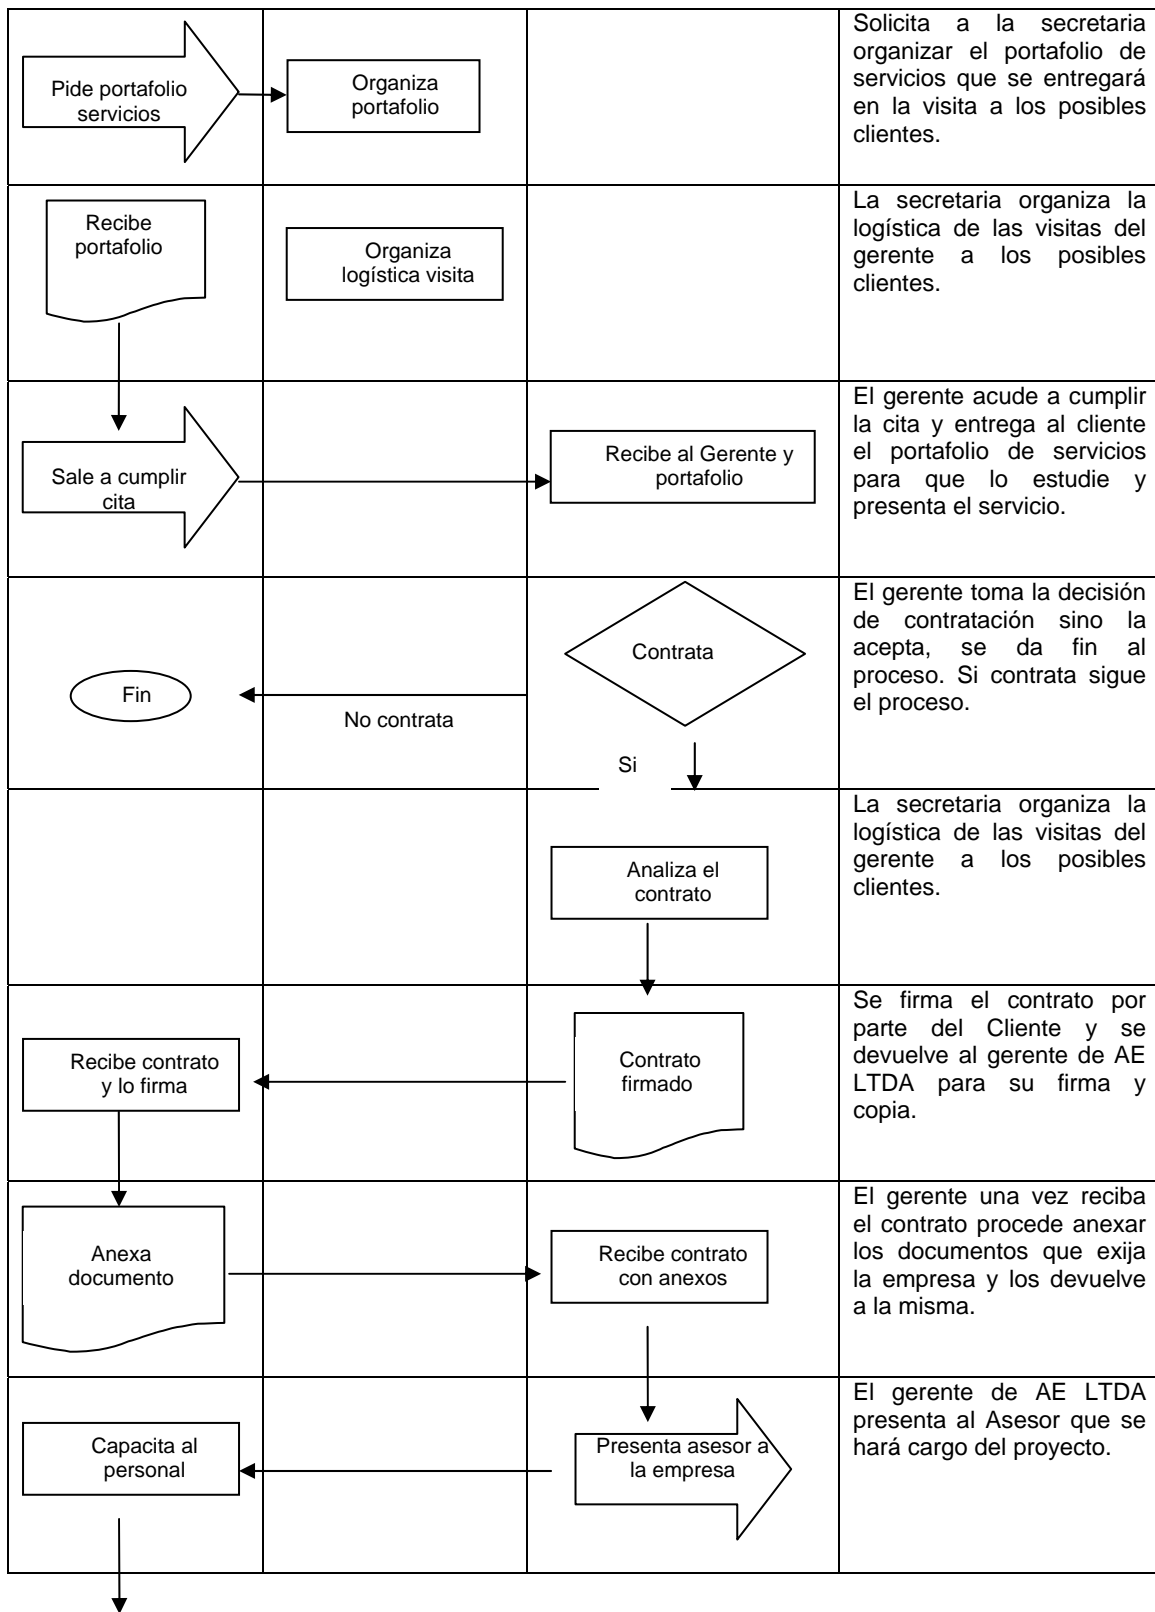 Pide portafolio
servicios
Organiza
portafolio
Solicita a la secretaria
organizar el portafolio de
servicios que se entregará
en la visita a los posibles
clientes.
Recibe
portafolio
Organiza
logística visita
La secretaria organiza la
logística de las visitas del
gerente a los posibles
clientes.
Sale a cumplir
cita
Recibe al Gerente y
portafolio
El gerente acude a cumplir
la cita y entrega al cliente
el portafolio de servicios
para que lo estudie y
presenta el servicio.
Fin
No contrata
Contrata
Si
El gerente toma la decisión
de contratación sino la
acepta, se da fin al
proceso. Si contrata sigue
el proceso.
Analiza el
contrato
La secretaria organiza la
logística de las visitas del
gerente a los posibles
clientes.
Recibe contrato
y lo firma
Contrato
firmado
Se firma el contrato por
parte del Cliente y se
devuelve al gerente de AE
LTDA para su firma y
copia.
Anexa
documento
Recibe contrato
con anexos
El gerente una vez reciba
el contrato procede anexar
los documentos que exija
la empresa y los devuelve
a la misma.
Capacita al
personal
Presenta asesor a
la empresa
El gerente de AE LTDA
presenta al Asesor que se
hará cargo del proyecto.